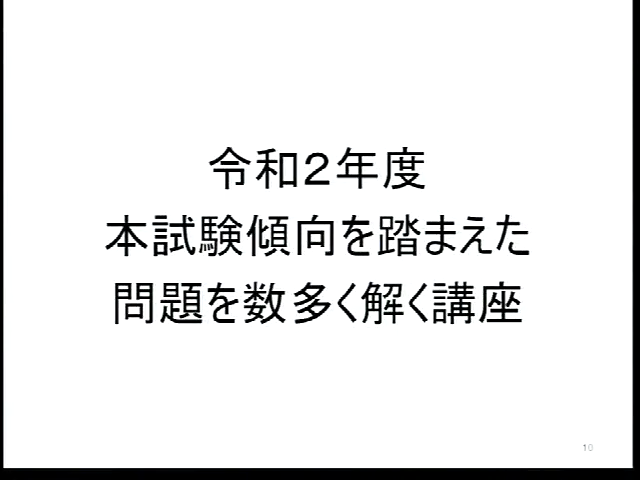 令和２年度
本試験傾向を踏まえた
問題を数多く解く講座
10